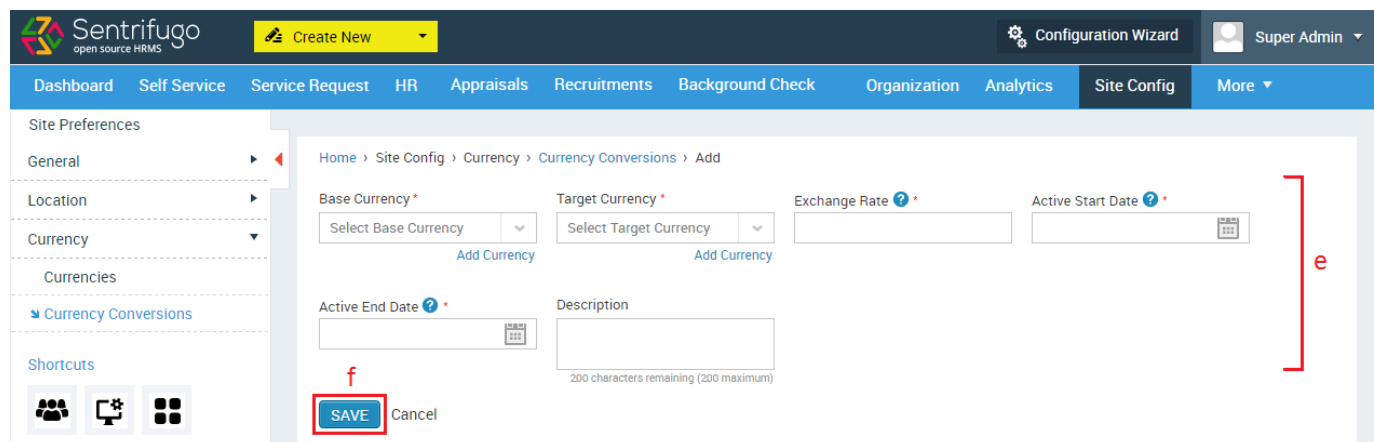 Sentrifugo
open source HRMS
Create New
Configuration Wizard
Super Admin
Dashboard Self Service Service Request HR Appraisals Recruitments Background Check Organization Analytics Site Config More
Site Preferences
General
Home › Site Config › Currency › Currency Conversions › Add
Location
Base Currency * Target Currency * Exchange Rate ? * Active Start Date ? *
Select Base Currency Select Target Currency
Currency
Add Currency Add Currency
e
Currencies
Currency Conversions
Active End Date ? * Description
Shortcuts
200 characters remaining (200 maximum)
f
SAVE Cancel